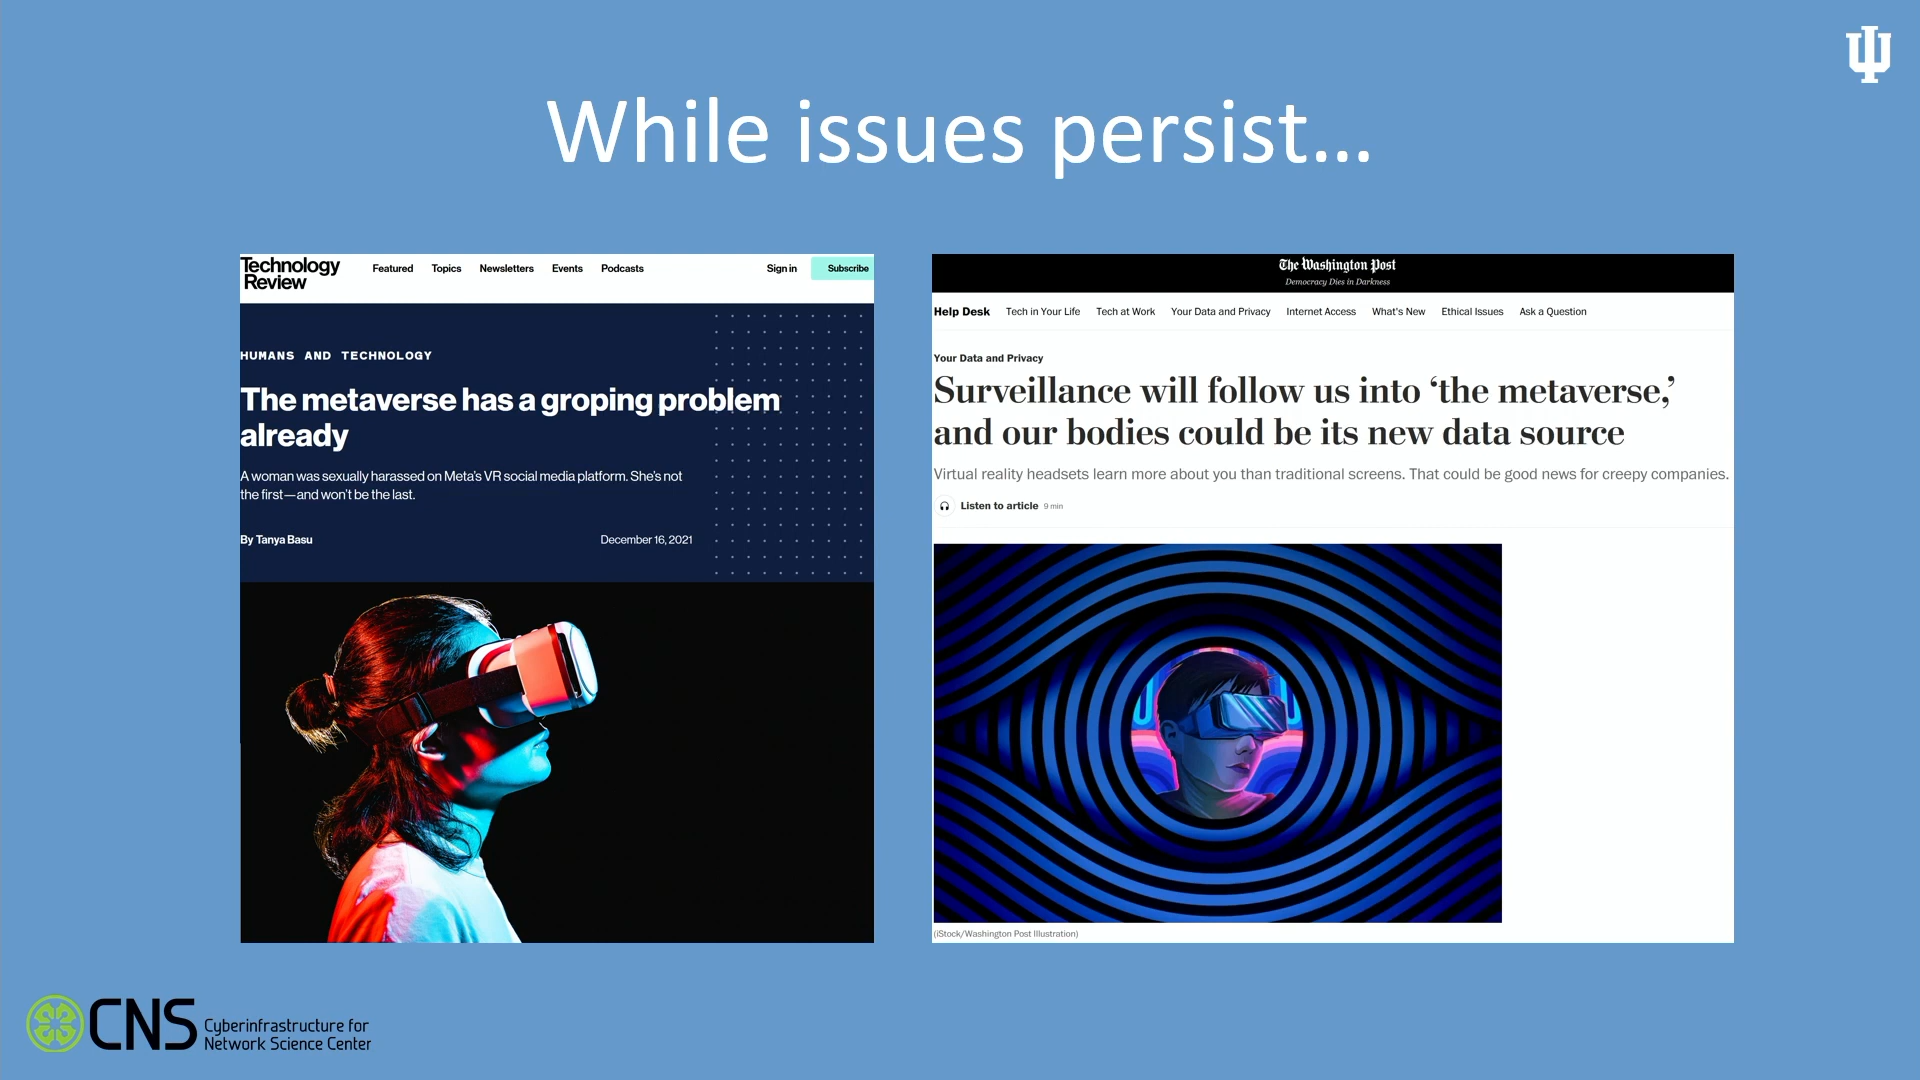 While issues persist...
Technology
Review
Featured Topics Newsletters Events Podcasts Sign in Subscribe
HUMANS AND TECHNOLOGY
The metaverse has a groping problem
already
A woman was sexually harassed on Meta's VR social media platform. She's not
the first—and won't be the last.
By Tanya Basu December 16, 2021
The Washington Post
Democracy Dies in Darkness
Help Desk Tech in Your Life Tech at Work Your Data and Privacy Internet Access What's New Ethical Issues Ask a Question
Your Data and Privacy
Surveillance will follow us into ‘the metaverse,’
and our bodies could be its new data source
Virtual reality headsets learn more about you than traditional screens. That could be good news for creepy companies.
Listen to article 9 min
(iStock/Washington Post Illustration)
CNS Cyberinfrastructure for
Network Science Center